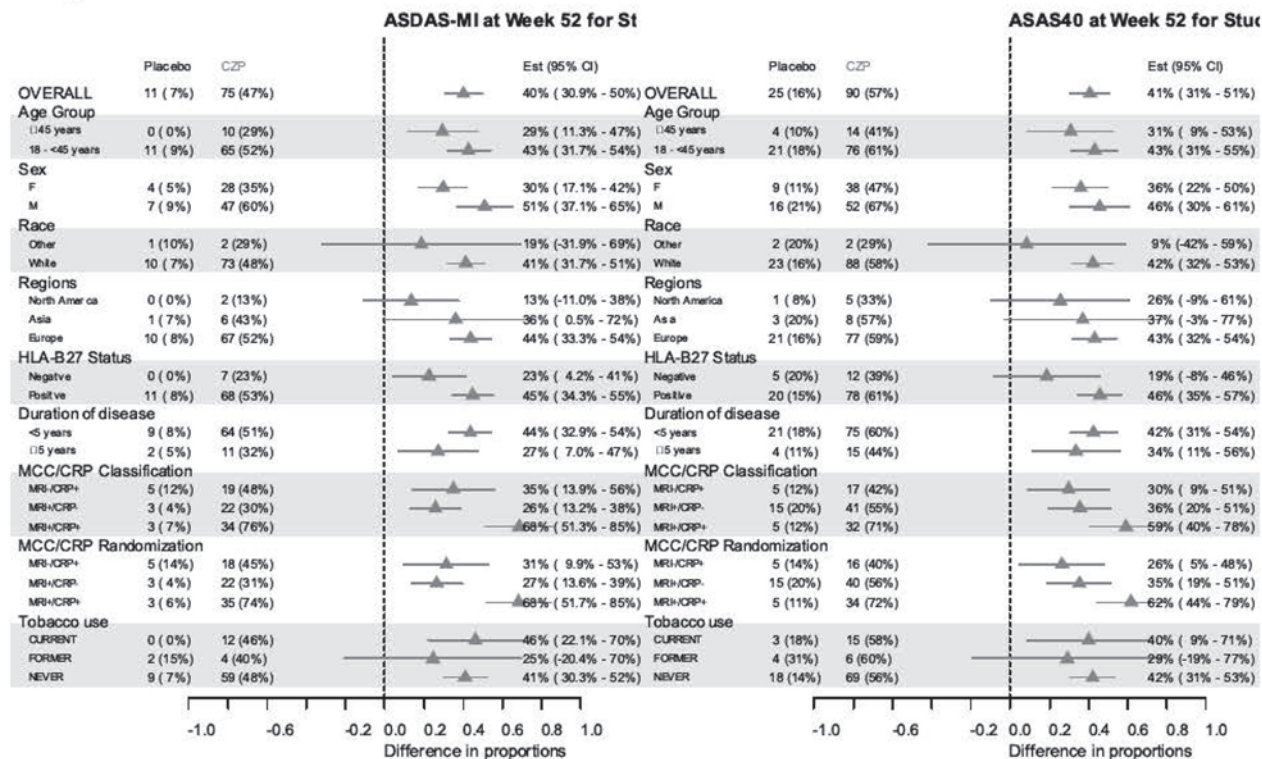 ASDAS-MI at Week 52 for St ASAS40 at Week 52 for Stud
Placebo CZP Est (95% CI) Placebo CZP Est (95% CI)
OVERALL 11 ( 7%) 75 (47%) 40% ( 30.9% - 50%) OVERALL 25 (16%) 90 (57%) 41% ( 31% - 51%)
Age Group Age Group
□45 years 0 ( 0%) 10 (29%) 29% ( 11.3% - 47%) □45 years 4 (10%) 14 (41%) 31% ( 9% - 53%)
18 - <45 years 11 ( 9%) 65 (52%) 43% ( 31.7% - 54%) 18 - <45 years 21 (18%) 76 (61%) 43% ( 31% - 55%)
Sex Sex
F 4 ( 5%) 28 (35%) 30% ( 17.1% - 42%) F 9 (11%) 38 (47%) 36% ( 22% - 50%)
M 7 ( 9%) 47 (60%) 51% ( 37.1% - 65%) M 16 (21%) 52 (67%) 46% ( 30% - 61%)
Race Race
Other 1 (10%) 2 (29%) 19% (-31.9% - 69%) Other 2 (20%) 2 (29%) 9% (-42% - 59%)
White 10 ( 7%) 73 (48%) 41% ( 31.7% - 51%) White 23 (16%) 88 (58%) 42% ( 32% - 53%)
Regions Regions
North America 0 ( 0%) 2 (13%) 13% (-11.0% - 38%) North America 1 ( 8%) 5 (33%) 26% ( -9% - 61%)
Asia 1 ( 7%) 6 (43%) 36% ( 0.5% - 72%) Asia 3 (20%) 8 (57%) 37% ( -3% - 77%)
Europe 10 ( 8%) 67 (52%) 44% ( 33.3% - 54%) Europe 21 (16%) 77 (59%) 43% ( 32% - 54%)
HLA-B27 Status HLA-B27 Status
Negative 0 ( 0%) 7 (23%) 23% ( 4.2% - 41%) Negative 5 (20%) 12 (39%) 19% ( -8% - 46%)
Positive 11 ( 8%) 68 (53%) 45% ( 34.3% - 55%) Positive 20 (15%) 78 (61%) 46% ( 35% - 57%)
Duration of disease Duration of disease
<5 years 9 ( 8%) 64 (51%) 44% ( 32.9% - 54%) <5 years 21 (18%) 75 (60%) 42% ( 31% - 54%)
□5 years 2 ( 5%) 11 (32%) 27% ( 7.0% - 47%) □5 years 4 (11%) 15 (44%) 34% ( 11% - 56%)
MCC/CRP Classification MCC/CRP Classification
MRI-/CRP+ 5 (12%) 19 (48%) 35% ( 13.9% - 56%) MRI-/CRP+ 5 (12%) 17 (42%) 30% ( 9% - 51%)
MRI+/CRP- 3 ( 4%) 22 (30%) 26% ( 13.2% - 38%) MRI+/CRP- 15 (20%) 41 (55%) 36% ( 20% - 51%)
MRI+/CRP+ 3 ( 7%) 34 (76%) 68% ( 51.3% - 85%) MRI+/CRP+ 5 (12%) 32 (71%) 59% ( 40% - 78%)
MCC/CRP Randomization MCC/CRP Randomization
MRI-/CRP+ 5 (14%) 18 (45%) 31% ( 9.9% - 53%) MRI-/CRP+ 5 (14%) 16 (40%) 26% ( 5% - 48%)
MRI+/CRP- 3 ( 4%) 22 (31%) 27% ( 13.6% - 39%) MRI+/CRP- 15 (20%) 40 (56%) 35% ( 19% - 51%)
MRI+/CRP+ 3 ( 6%) 35 (74%) 68% ( 51.7% - 85%) MRI+/CRP+ 5 (11%) 34 (72%) 62% ( 44% - 79%)
Tobacco use Tobacco use
CURRENT 0 ( 0%) 12 (46%) 46% ( 22.1% - 70%) CURRENT 3 (18%) 15 (58%) 40% ( 9% - 71%)
FORMER 2 (15%) 4 (40%) 25% (-20.4% - 70%) FORMER 4 (31%) 6 (60%) 29% (-19% - 77%)
NEVER 9 ( 7%) 59 (48%) 41% ( 30.3% - 52%) NEVER 18 (14%) 69 (56%) 42% ( 31% - 53%)
-1.0 -0.6 -0.2 0.2 0.4 0.6 0.8 1.0 -1.0 -0.6 -0.2 0.0 0.2 0.4 0.6 0.8 1.0
Difference in proportions Difference in proportions